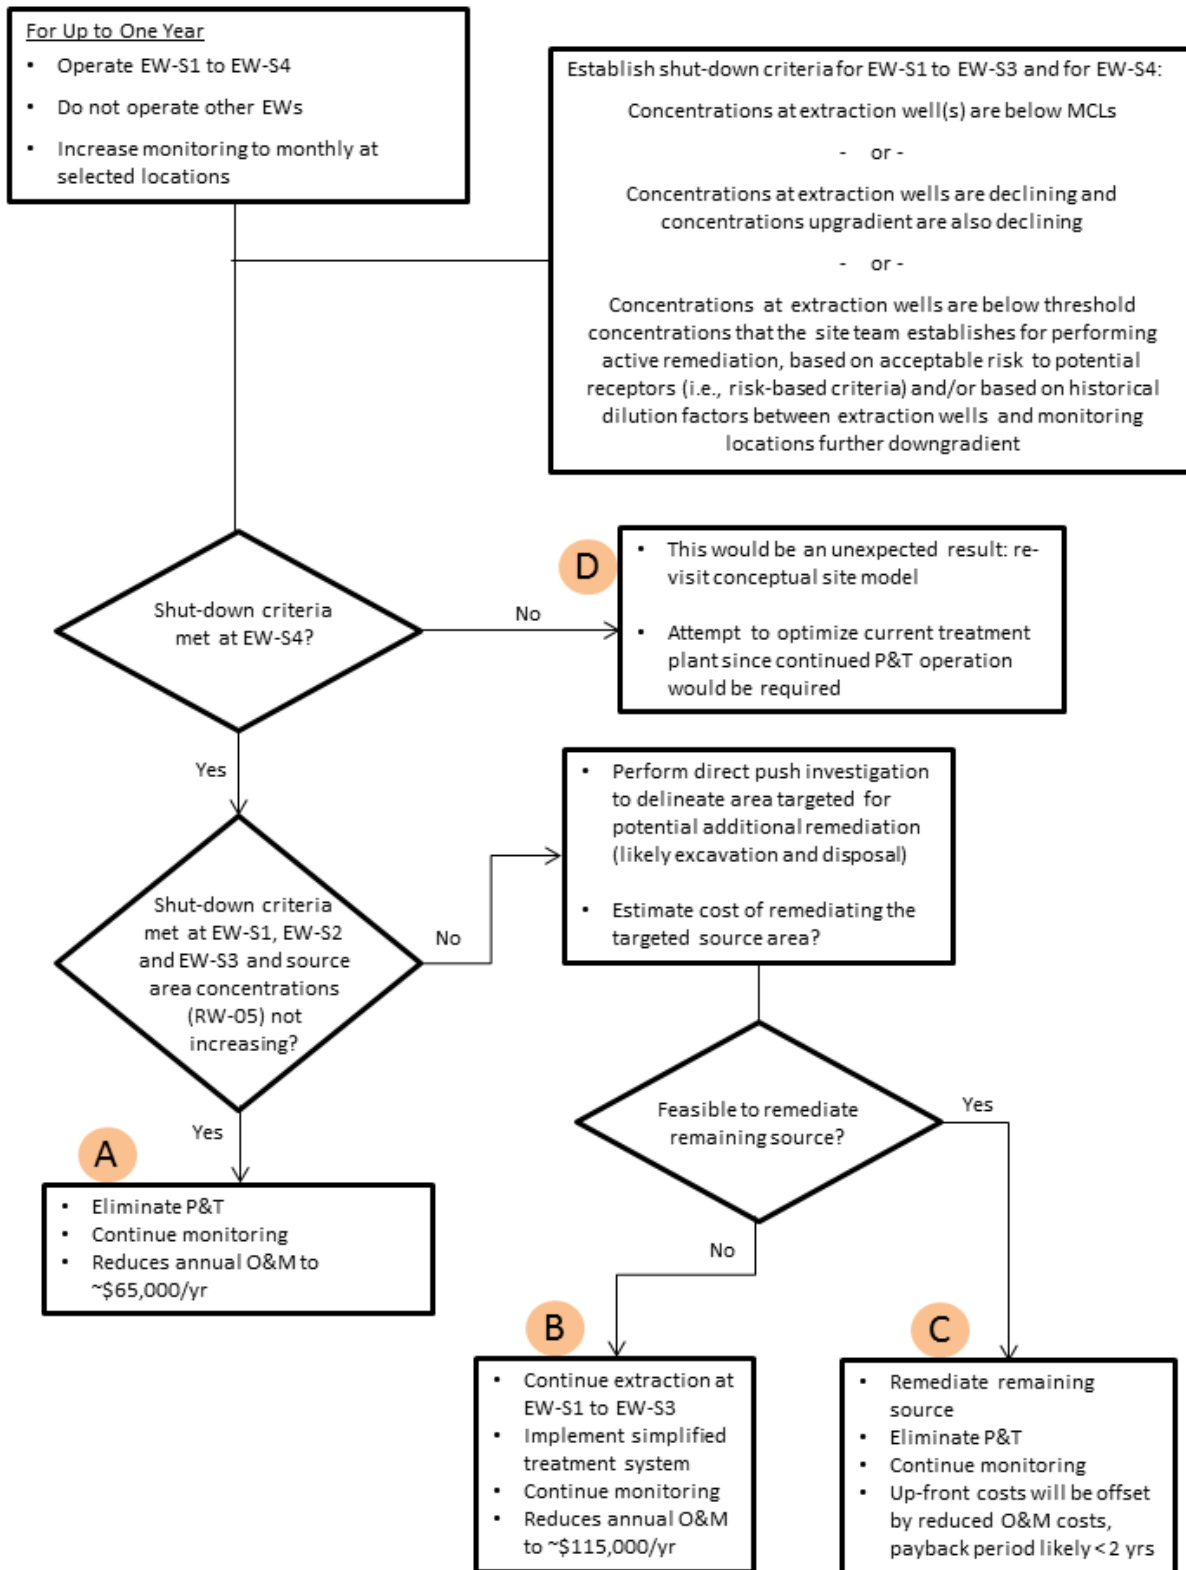 For Up to One Year
• Operate EW-S1 to EW-S4
• Do not operate other EWs
• Increase monitoring to monthly at
selected locations
Establish shut-down criteria for EW-S1 to EW-S3 and for EW-S4:
Concentrations at extraction well(s) are below MCLs
- or -
Concentrations at extraction wells are declining and
concentrations upgradient are also declining
- or -
Concentrations at extraction wells are below threshold
concentrations that the site team establishes for performing
active remediation, based on acceptable risk to potential
receptors (i.e., risk-based criteria) and/or based on historical
dilution factors between extraction wells and monitoring
locations further downgradient
Shut-down criteria
met at EW-S4?
No
D
• This would be an unexpected result: re-
visit conceptual site model
• Attempt to optimize current treatment
plant since continued P&T operation
would be required
Yes
Shut-down criteria
met at EW-S1, EW-S2
and EW-S3 and source
area concentrations
(RW-05) not
increasing?
No
• Perform direct push investigation
to delineate area targeted for
potential additional remediation
(likely excavation and disposal)
• Estimate cost of remediating the
targeted source area?
Yes
A
• Eliminate P&T
• Continue monitoring
• Reduces annual O&M to
~$65,000/yr
Feasible to remediate
remaining source?
Yes
No
B
• Continue extraction at
EW-S1 to EW-S3
• Implement simplified
treatment system
• Continue monitoring
• Reduces annual O&M
to ~$115,000/yr
C
• Remediate remaining
source
• Eliminate P&T
• Continue monitoring
• Up-front costs will be offset
by reduced O&M costs,
payback period likely < 2 yrs